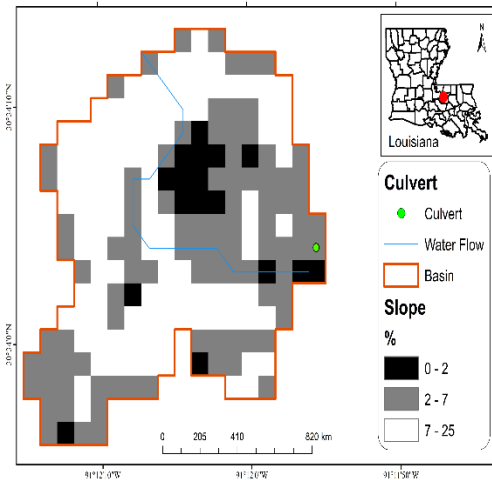 N
Louisiana
Culvert
Culvert
Water Flow
Basin
Slope
%
0 - 2
2 - 7
7 - 25
0 205 410 820 km